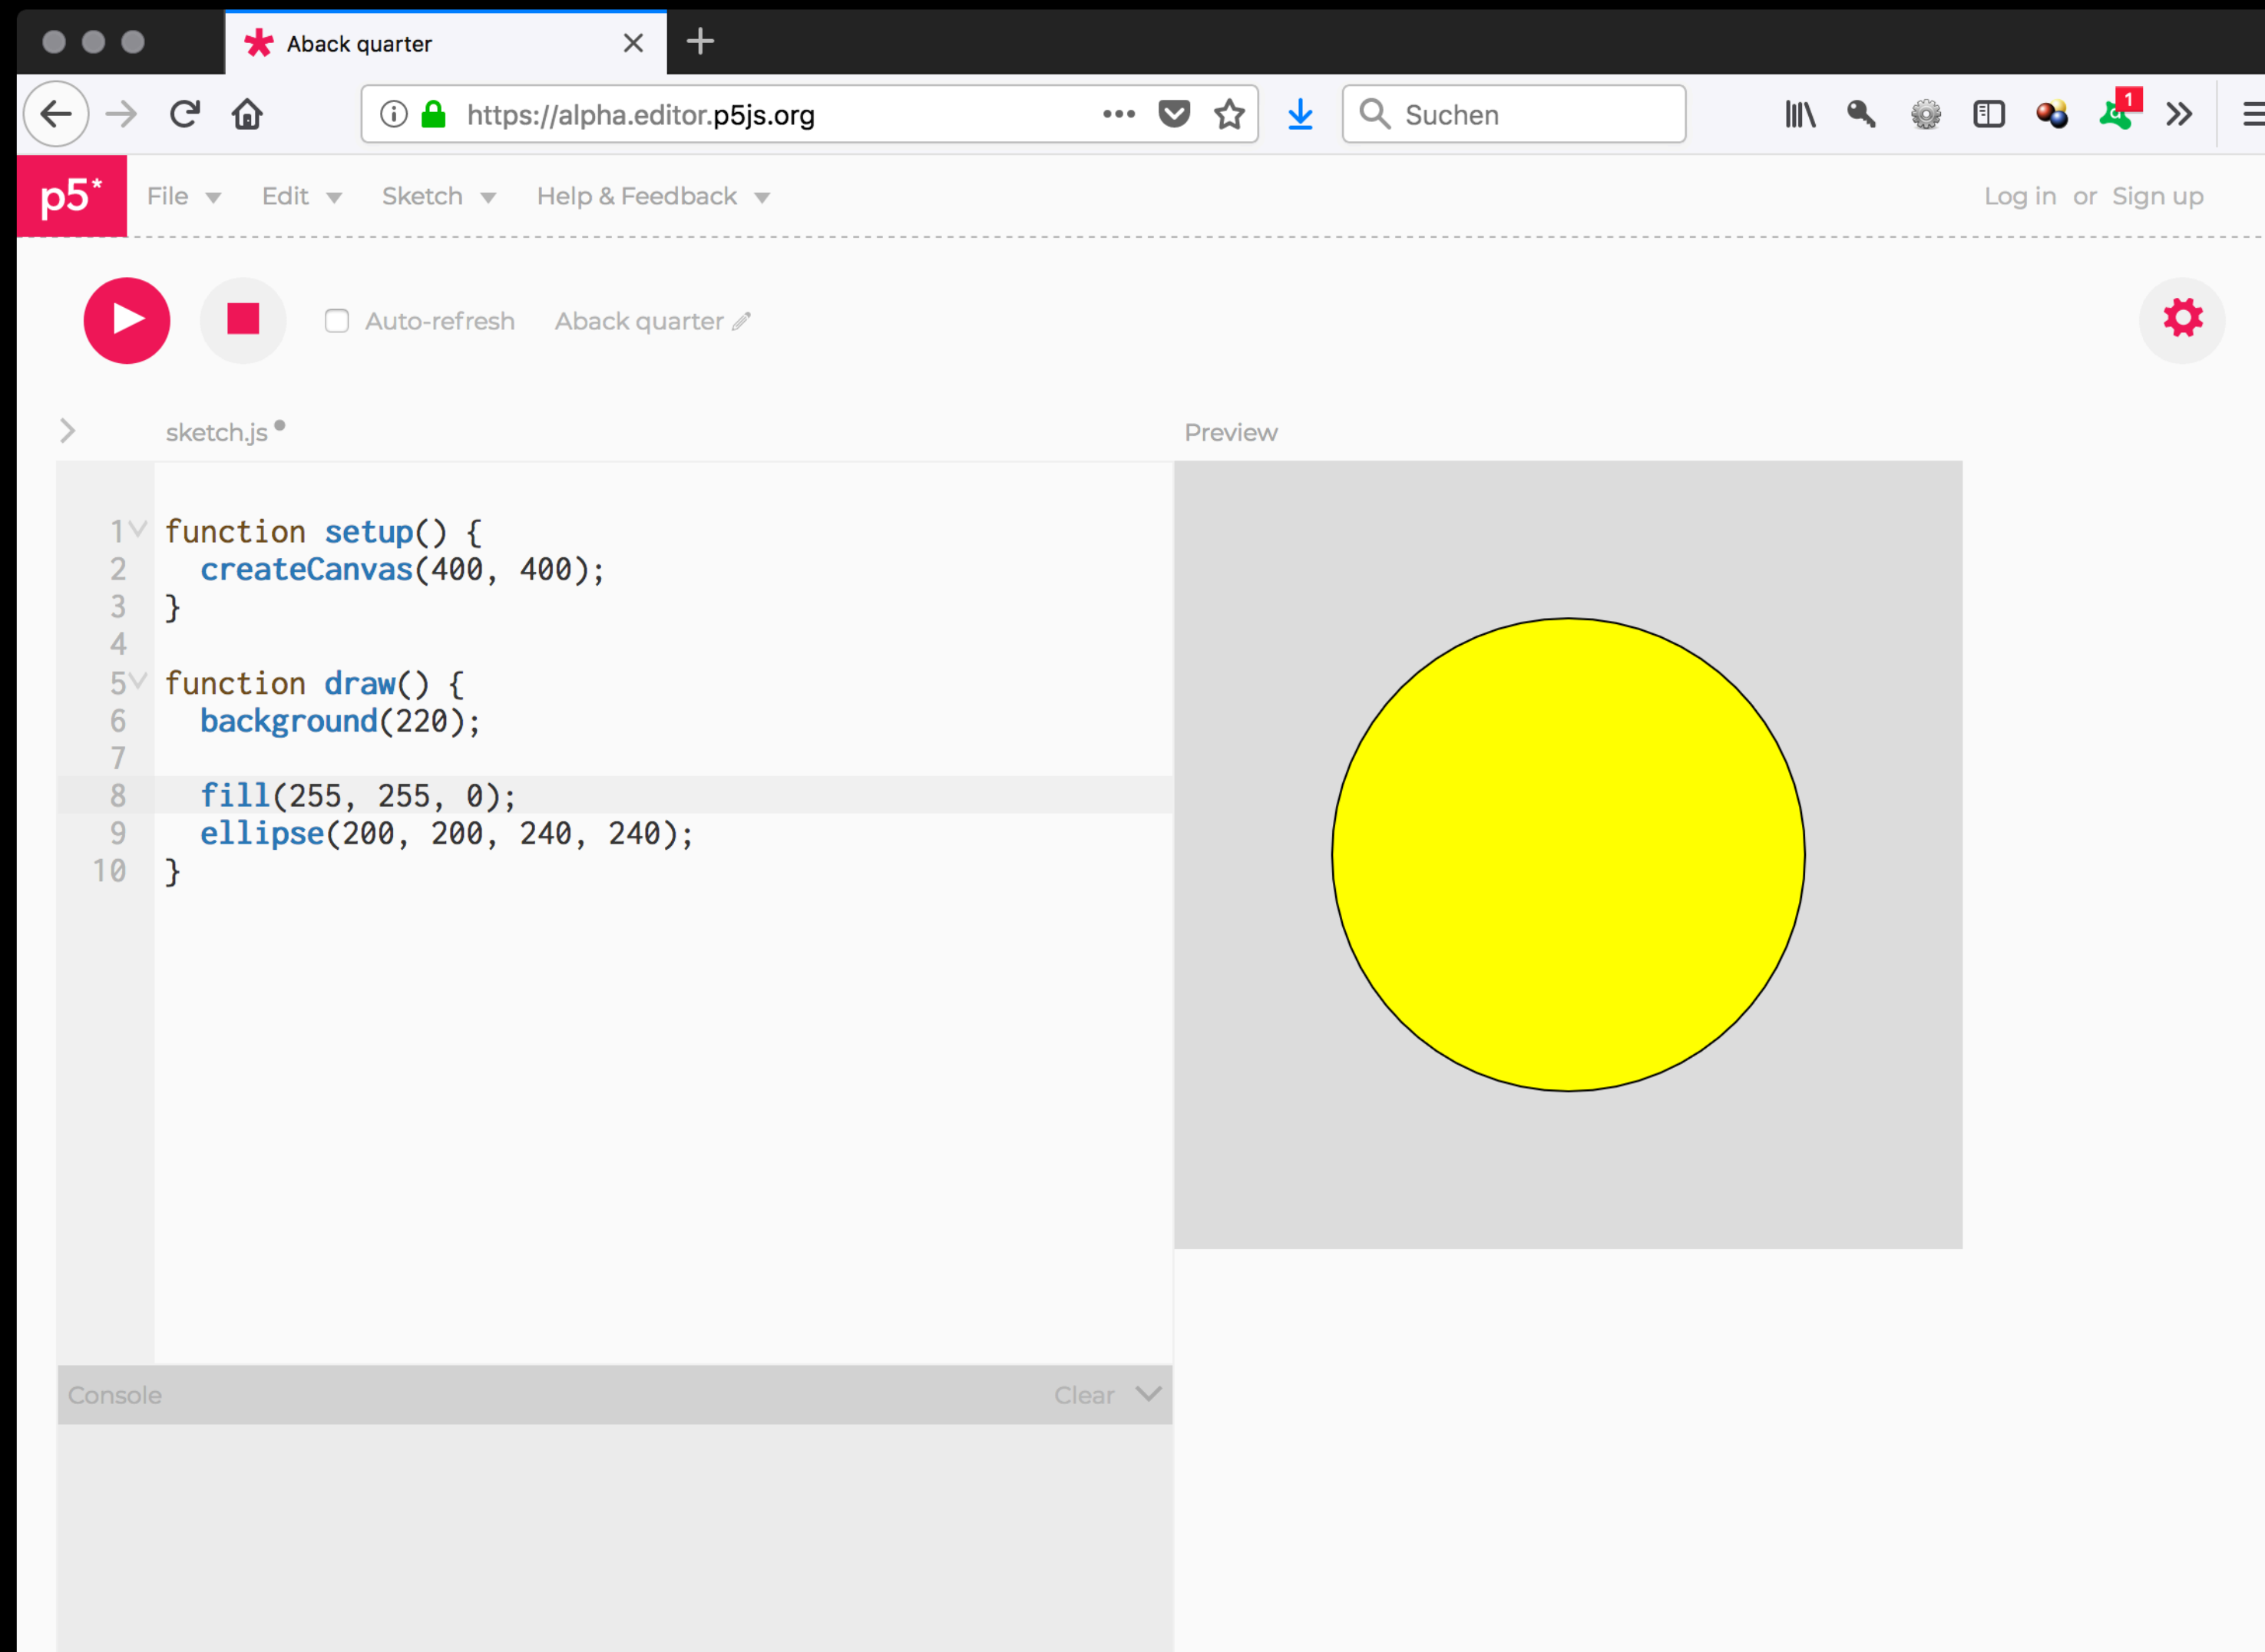 Aback quarter
https://alpha.editor.p5js.org
Suchen
1
p5* File Edit Sketch Help & Feedback Log in or Sign up
Auto-refresh Aback quarter
sketch.js
Preview
1 function setup() {
2   createCanvas(400, 400);
3 }
4
5 function draw() {
6   background(220);
7
8   fill(255, 255, 0);
9   ellipse(200, 200, 240, 240);
10 }
Console Clear